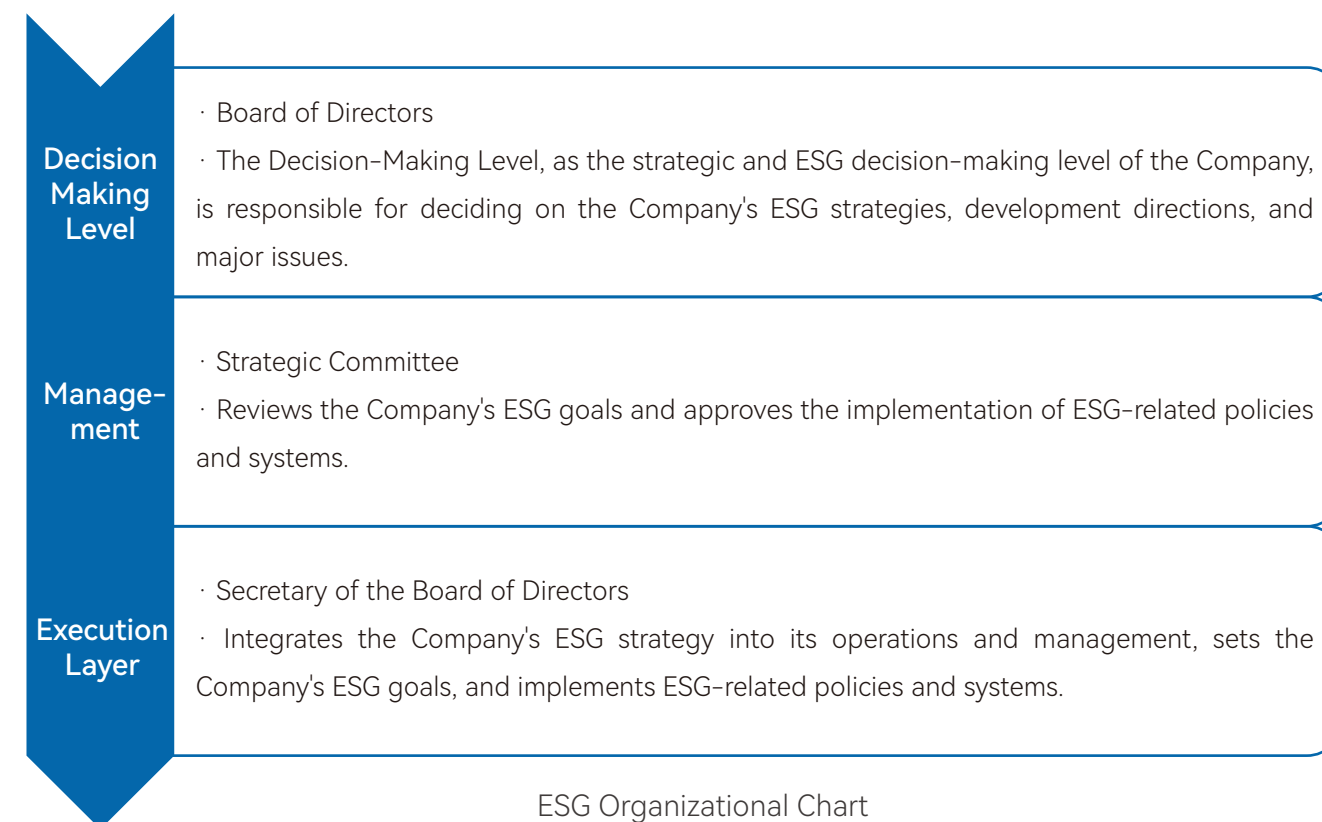 Decision
Making
Level
· Board of Directors
· The Decision-Making Level, as the strategic and ESG decision-making level of the Company,
is responsible for deciding on the Company's ESG strategies, development directions, and
major issues.
Manage-
ment
· Strategic Committee
· Reviews the Company's ESG goals and approves the implementation of ESG-related policies
and systems.
Execution
Layer
· Secretary of the Board of Directors
· Integrates the Company's ESG strategy into its operations and management, sets the
Company's ESG goals, and implements ESG-related policies and systems.
ESG Organizational Chart